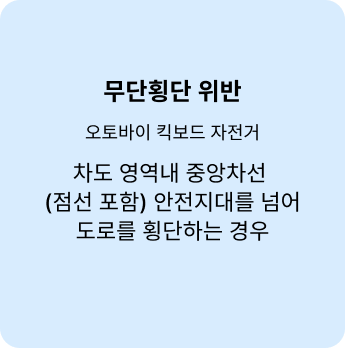 무단횡단 위반
오토바이 킥보드 자전거
차도 영역내 중앙차선
(점선 포함) 안전지대를 넘어
도로를 횡단하는 경우